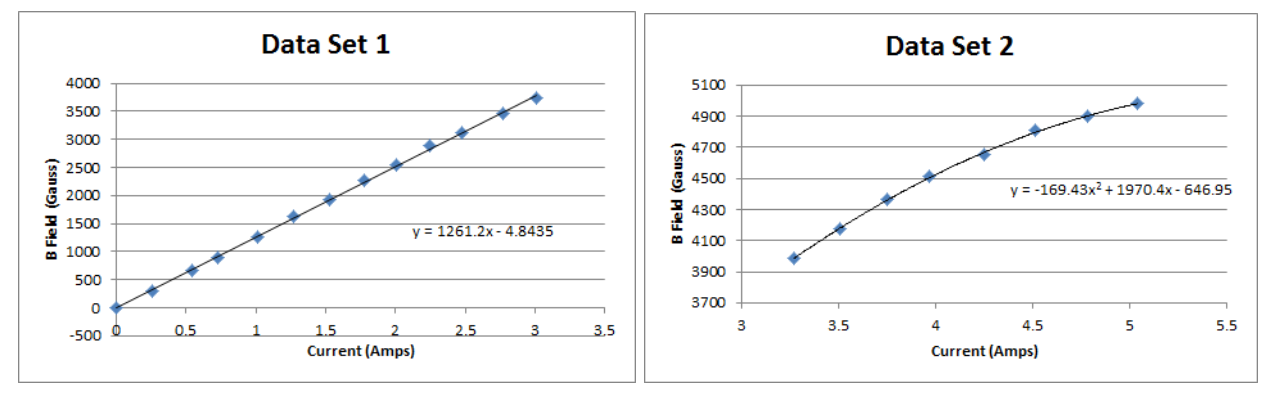 Data Set 1
4000
3500
3000
2500
2000
1500
1000
500
0
-500
B Field (Gauss)
y = 1261.2x - 4.8435
0 0.5 1 1.5 2 2.5 3 3.5
Current (Amps)
Data Set 2
5100
4900
4700
4500
4300
4100
3900
3700
B Field (Gauss)
y = -169.43x² + 1970.4x - 646.95
3 3.5 4 4.5 5 5.5
Current (Amps)